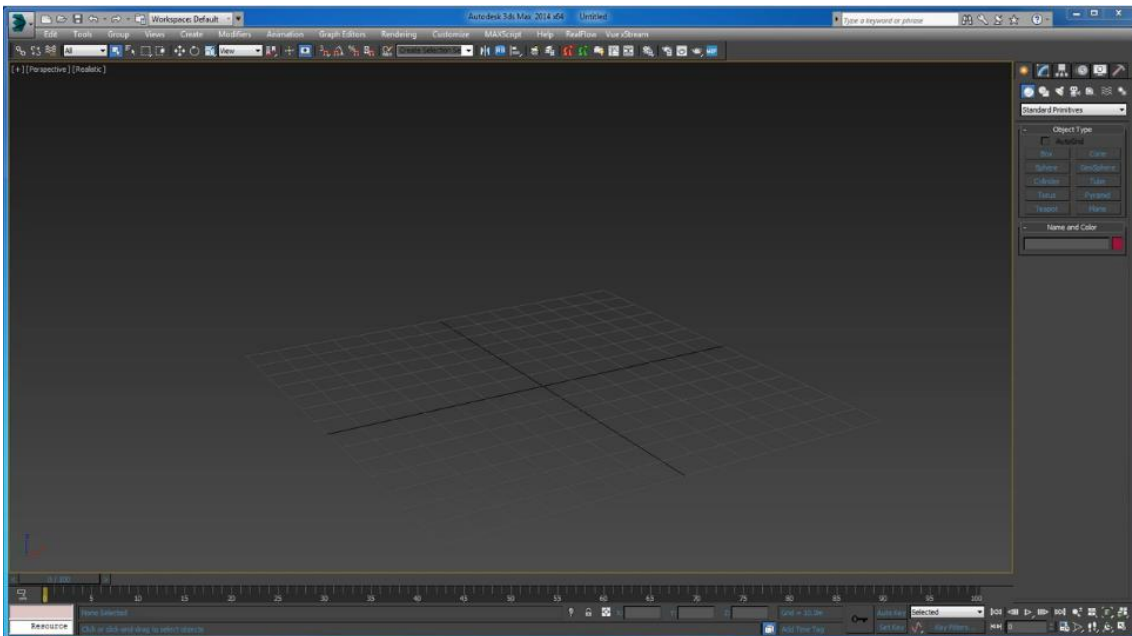 Workspace: Default
Autodesk 3ds Max 2014 x64 Untitled
Type a keyword or phrase
Edit Tools Group Views Create Modifiers Animation Graph Editors Rendering Customize MAXScript Help RealFlow Vue xStream
All
View
Create Selection Se
[+] [Perspective] [Realistic]
Standard Primitives
- Object Type
AutoGrid
Box Cone
Sphere GeoSphere
Cylinder Tube
Torus Pyramid
Teapot Plane
- Name and Color
0 / 100
5 10 15 20 25 30 35 40 45 50 55 60 65 70 75 80 85 90 95 100
None Selected
X: Y: Z:
Grid = 10.0m
Auto Key
Selected
Resource
Click or click-and-drag to select objects
Add Time Tag
Set Key
Key Filters...
0